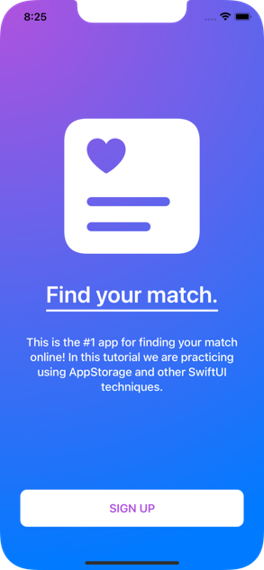 8:25
Find your match.
This is the #1 app for finding your match
online! In this tutorial we are practicing
using AppStorage and other SwiftUI
techniques.
SIGN UP